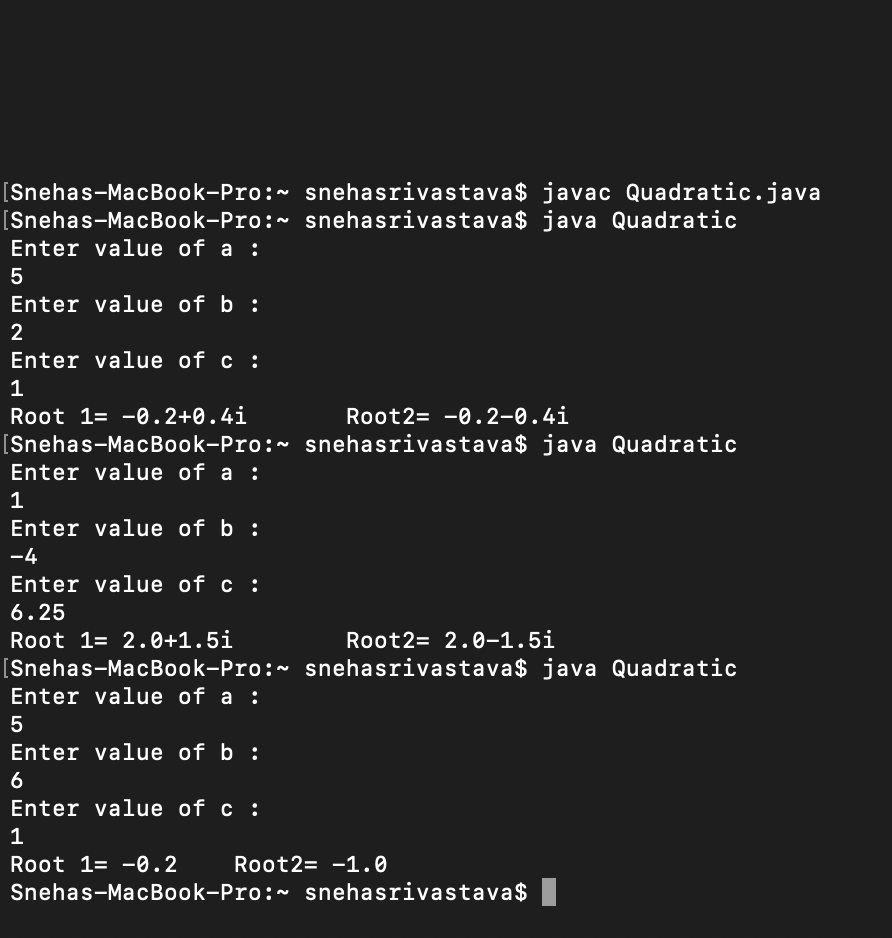 [Snehas-MacBook-Pro:~ snehasrivastava$ javac Quadratic.java
[Snehas-MacBook-Pro:~ snehasrivastava$ java Quadratic
Enter value of a :
5
Enter value of b :
2
Enter value of c :
1
Root 1= -0.2+0.4i       Root2= -0.2-0.4i
[Snehas-MacBook-Pro:~ snehasrivastava$ java Quadratic
Enter value of a :
1
Enter value of b :
-4
Enter value of c :
6.25
Root 1= 2.0+1.5i        Root2= 2.0-1.5i
[Snehas-MacBook-Pro:~ snehasrivastava$ java Quadratic
Enter value of a :
5
Enter value of b :
6
Enter value of c :
1
Root 1= -0.2    Root2= -1.0
Snehas-MacBook-Pro:~ snehasrivastava$